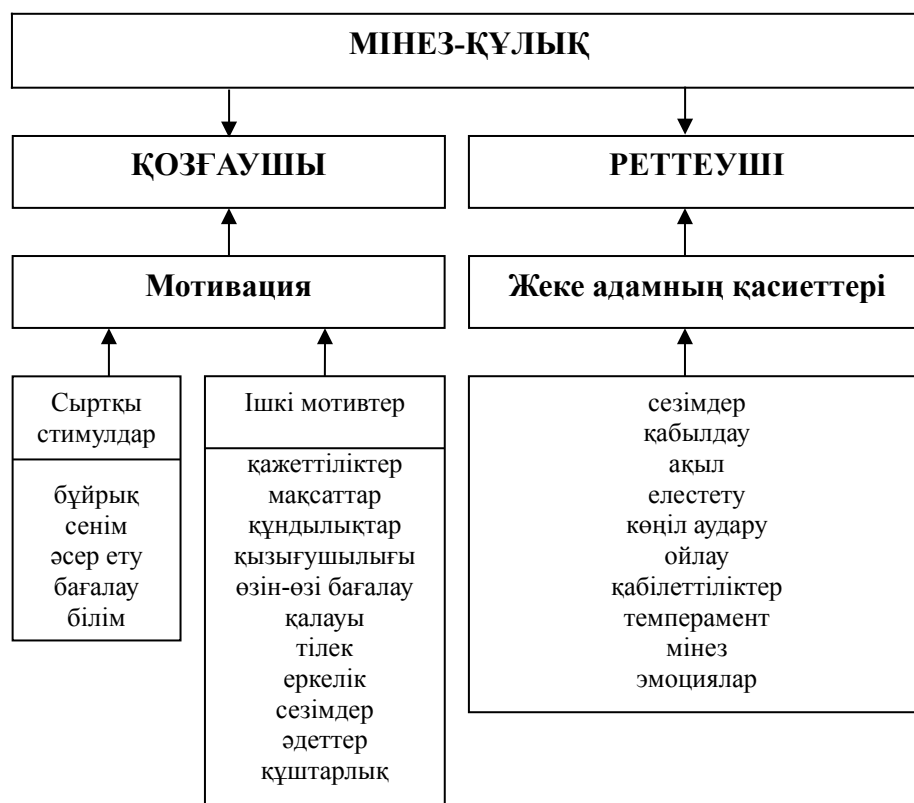 МІНЕЗ-ҚҰЛЫҚ
ҚОЗҒАУШЫ
РЕТТЕУШІ
Мотивация
Жеке адамның қасиеттері
Сыртқы
стимулдар
бұйрық
сенім
әсер ету
бағалау
білім
Ішкі мотивтер
қажеттіліктер
мақсаттар
құндылықтар
қызығушылығы
өзін-өзі бағалау
қалауы
тілек
еркелік
сезімдер
әдеттер
құштарлық
сезімдер
қабылдау
ақыл
елестету
көңіл аудару
ойлау
қабілеттіліктер
темперамент
мінез
эмоциялар